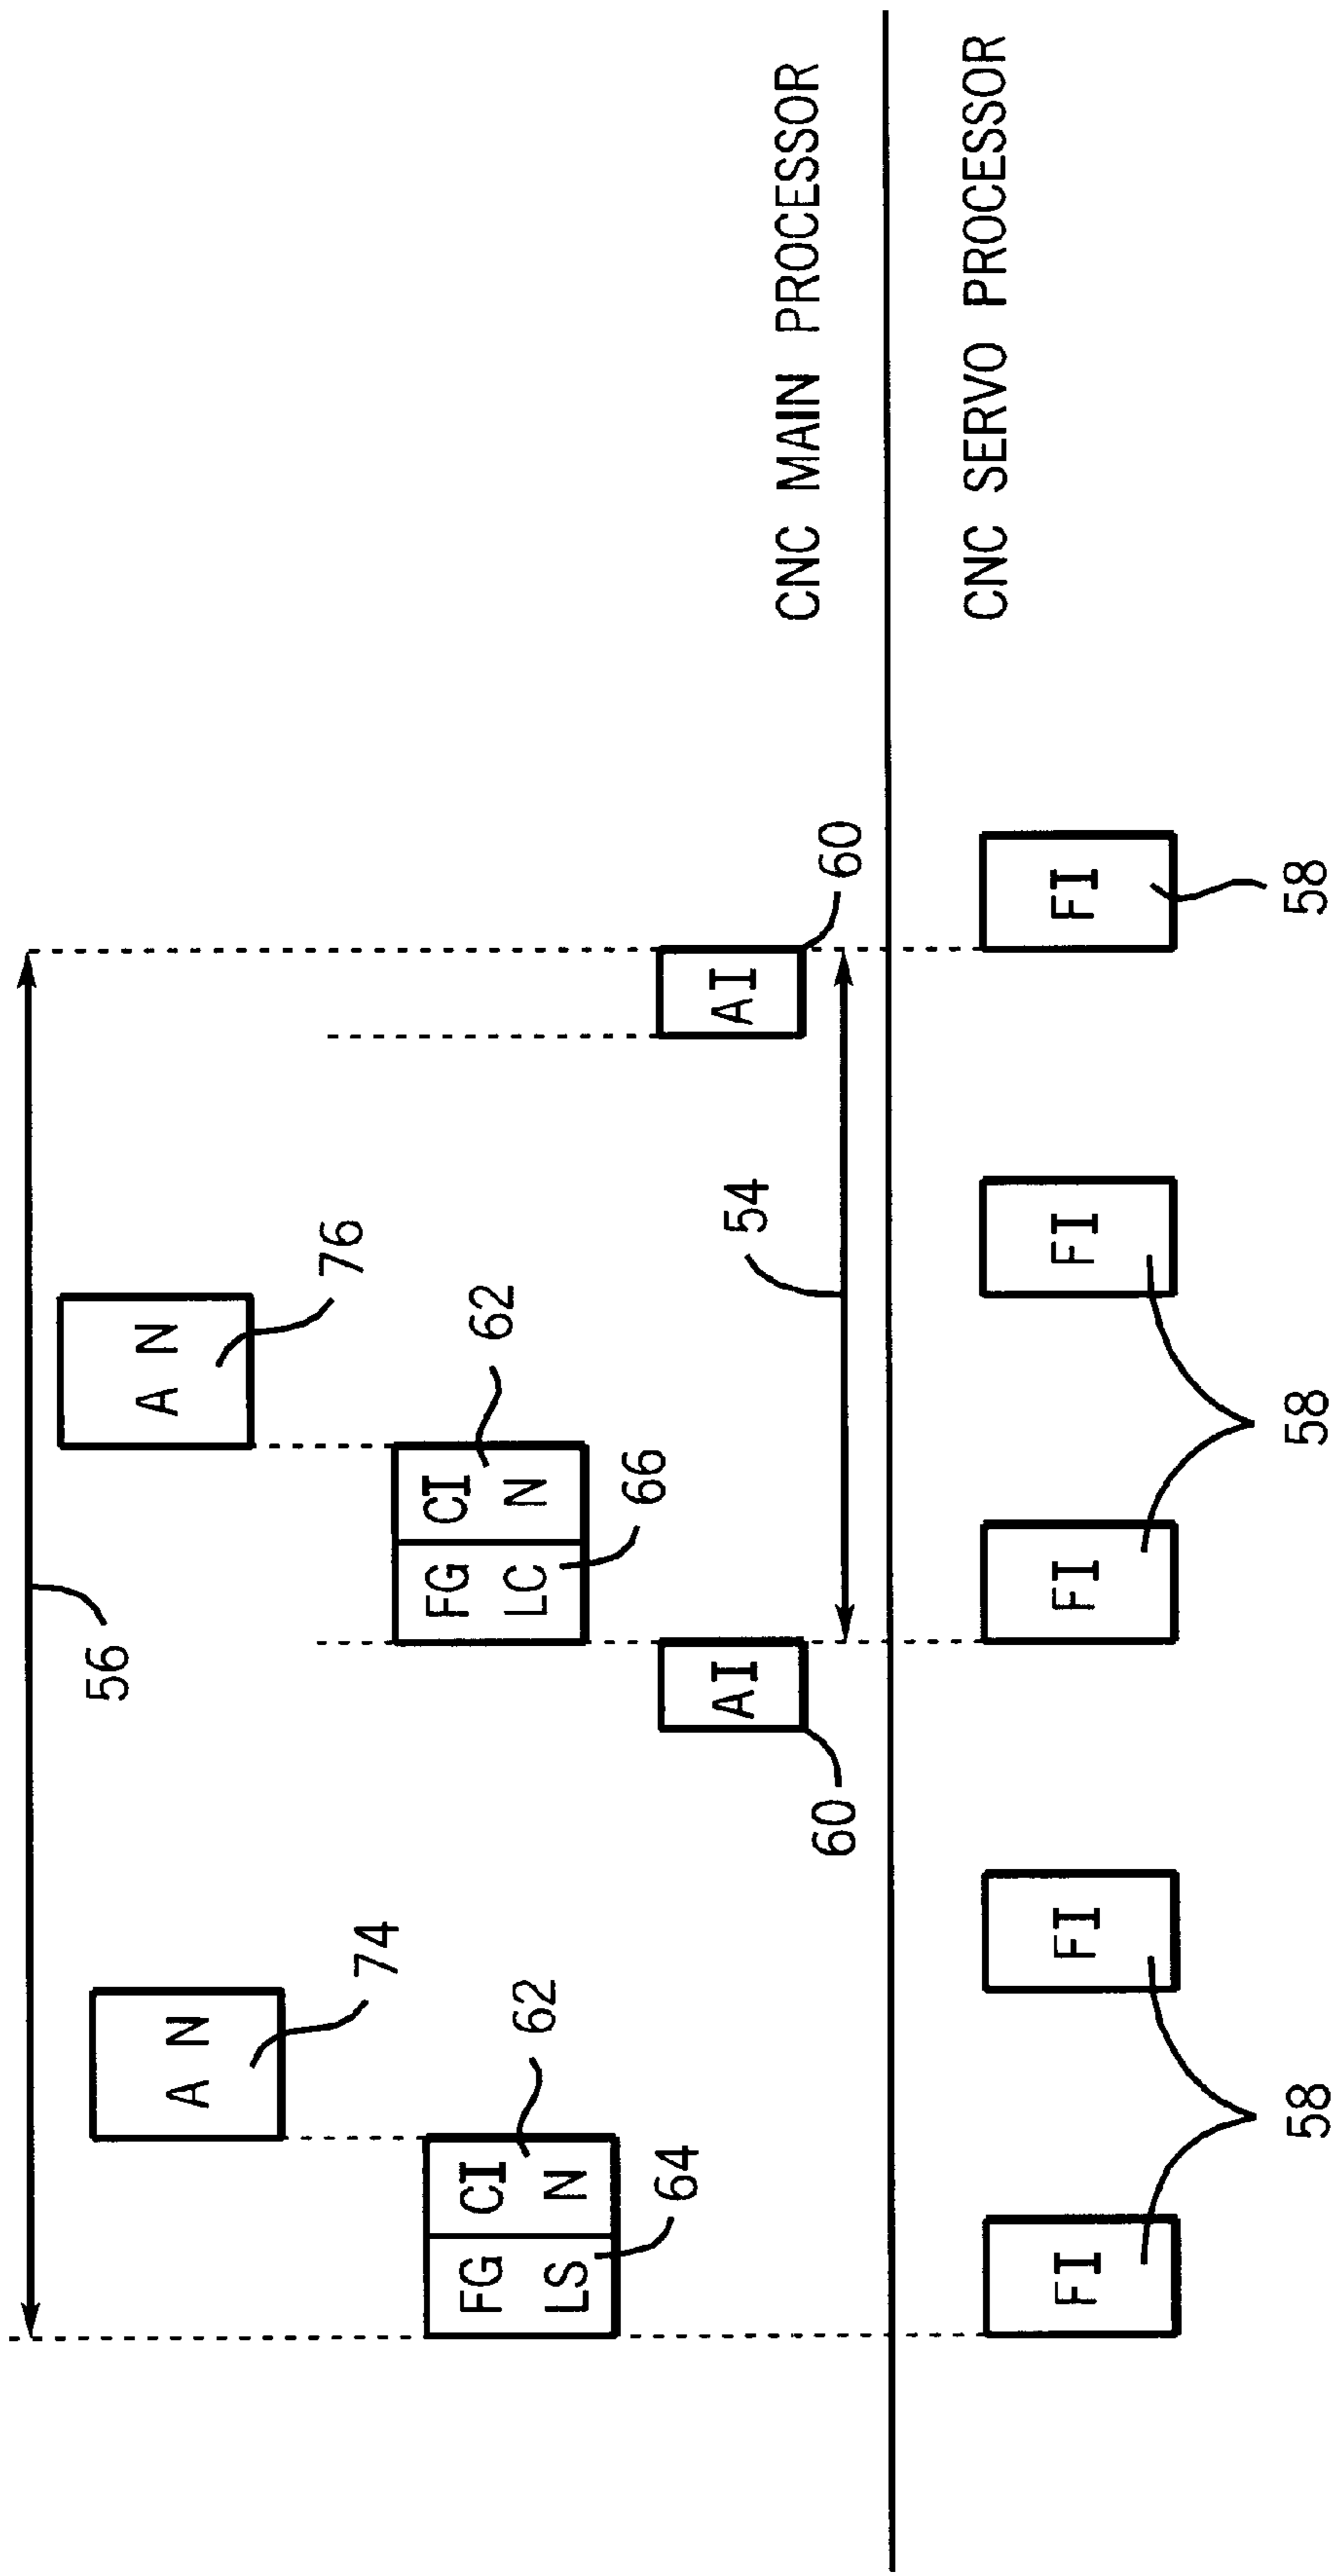 56
A N
74
A N
76
FG
CI
LS
N
62
64
FG
CI
LC
N
62
66
54
AI
60
AI
60
CNC MAIN PROCESSOR
CNC SERVO PROCESSOR
FI
FI
FI
FI
FI
58
58
58